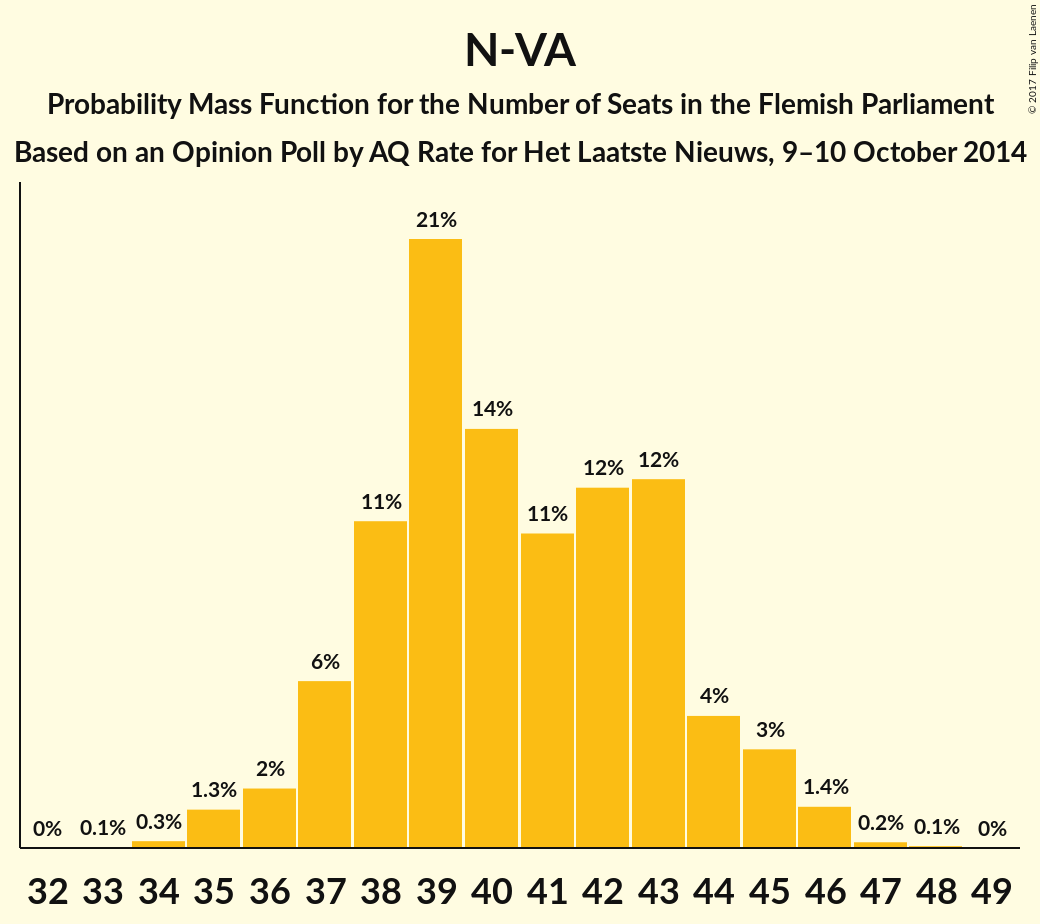 N-VA
Probability Mass Function for the Number of Seats in the Flemish Parliament
Based on an Opinion Poll by AQ Rate for Het Laatste Nieuws, 9–10 October 2014
© 2017 Filip van Laenen
0% 0.1% 0.3% 1.3% 2% 6% 11% 21% 14% 11% 12% 12% 4% 3% 1.4% 0.2% 0.1% 0%
32 33 34 35 36 37 38 39 40 41 42 43 44 45 46 47 48 49